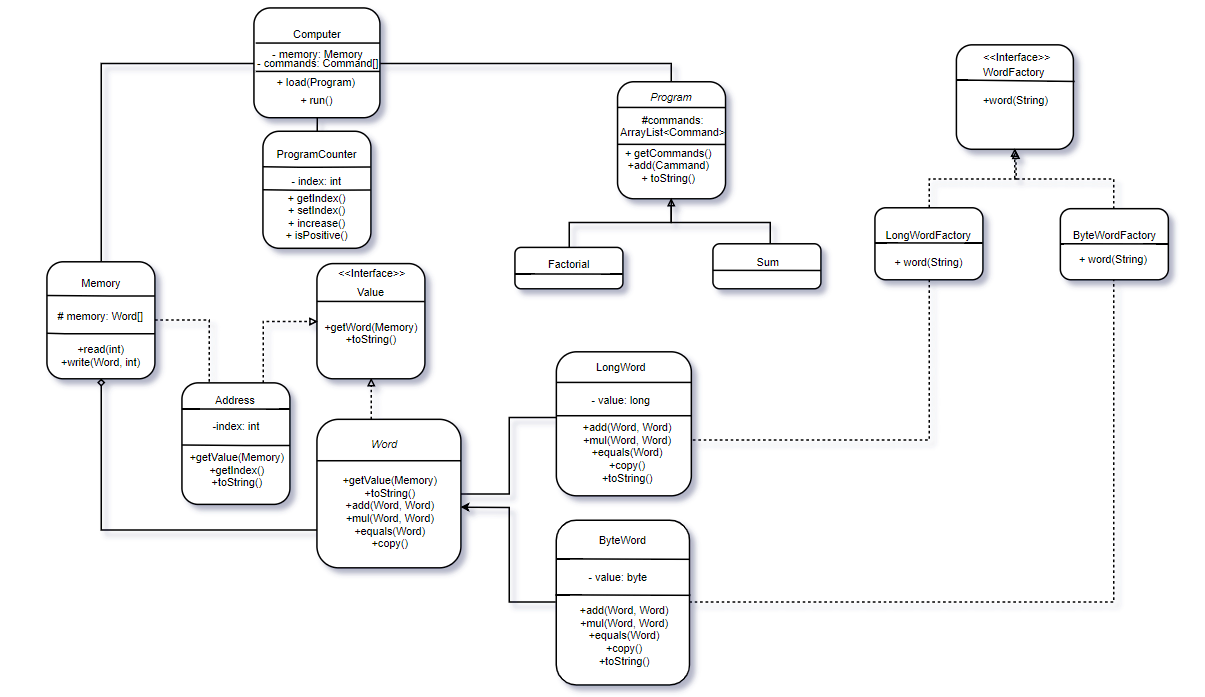 Computer
- memory: Memory
- commands: Command[]
+ load(Program)
+ run()
ProgramCounter
- index: int
+ getIndex()
+ setIndex()
+ increase()
+ isPositive()
Program
#commands:
ArrayList<Command>
+ getCommands()
+add(Cammand)
+ toString()
<<Interface>>
WordFactory
+word(String)
Factorial
Sum
LongWordFactory
+ word(String)
ByteWordFactory
+ word(String)
Memory
# memory: Word[]
+read(int)
+write(Word, int)
<<Interface>>
Value
+getWord(Memory)
+toString()
Address
-index: int
+getValue(Memory)
+getIndex()
+toString()
Word
+getValue(Memory)
+toString()
+add(Word, Word)
+mul(Word, Word)
+equals(Word)
+copy()
LongWord
- value: long
+add(Word, Word)
+mul(Word, Word)
+equals(Word)
+copy()
+toString()
ByteWord
- value: byte
+add(Word, Word)
+mul(Word, Word)
+equals(Word)
+copy()
+toString()